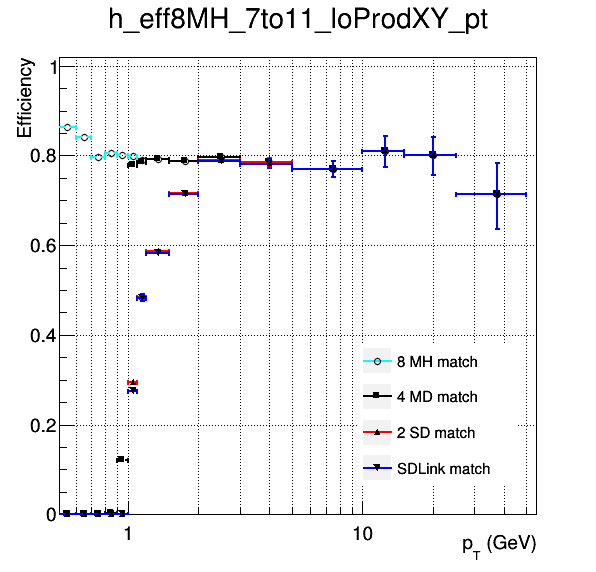 h_eff8MH_7to11_loProdXY_pt
Efficiency
1
0.8
0.6
0.4
0.2
0
8 MH match
4 MD match
2 SD match
SDLink match
1
10
p_T (GeV)